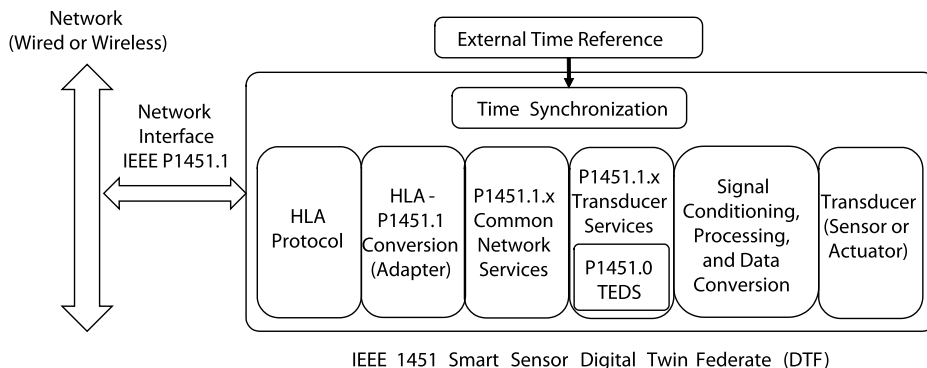 Network
(Wired or Wireless)
External Time Reference
Time Synchronization
Network
Interface
IEEE P1451.1
HLA
Protocol
HLA -
P1451.1
Conversion
(Adapter)
P1451.1.x
Common
Network
Services
P1451.1.x
Transducer
Services
P1451.0
TEDS
Signal
Conditioning,
Processing,
and Data
Conversion
Transducer
(Sensor or
Actuator)
IEEE 1451 Smart Sensor Digital Twin Federate (DTF)